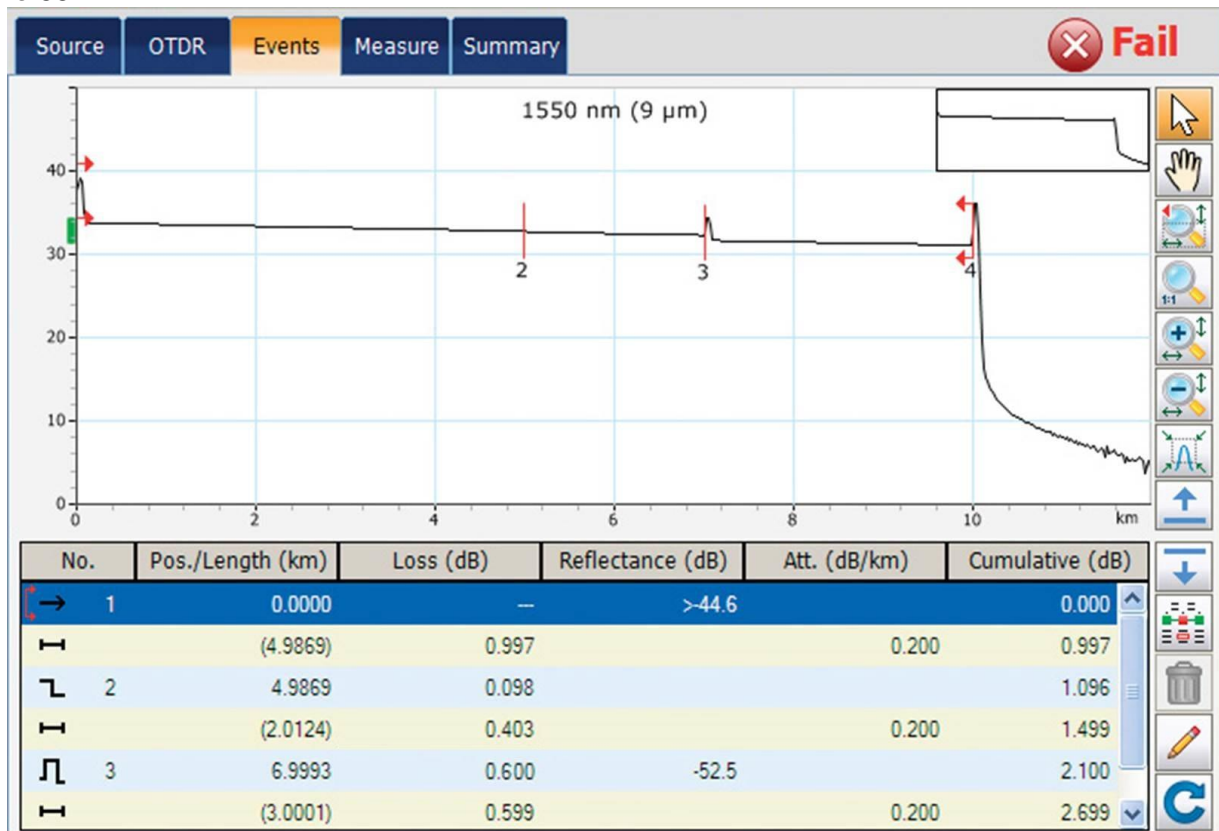 Source OTDR Events Measure Summary Fail
1550 nm (9 µm)
40
30
2 3 4
20
10
0
0 2 4 6 8 10 km
1:1
No. Pos./Length (km) Loss (dB) Reflectance (dB) Att. (dB/km) Cumulative (dB)
1 0.0000 --- >-44.6 0.000
(4.9869) 0.997 0.200 0.997
2 4.9869 0.098 1.096
(2.0124) 0.403 0.200 1.499
3 6.9993 0.600 -52.5 2.100
(3.0001) 0.599 0.200 2.699